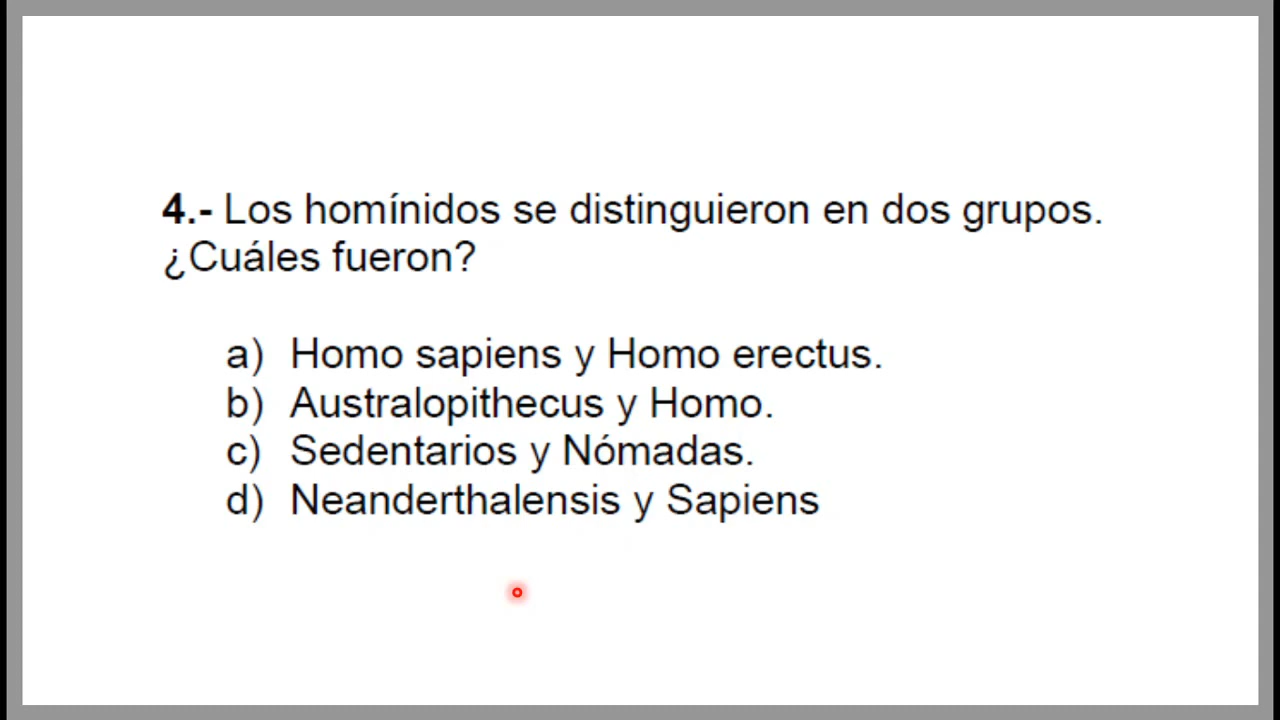 4.- Los homínidos se distinguieron en dos grupos.
¿Cuáles fueron?
a) Homo sapiens y Homo erectus.
b) Australopithecus y Homo.
c) Sedentarios y Nómadas.
d) Neanderthalensis y Sapiens